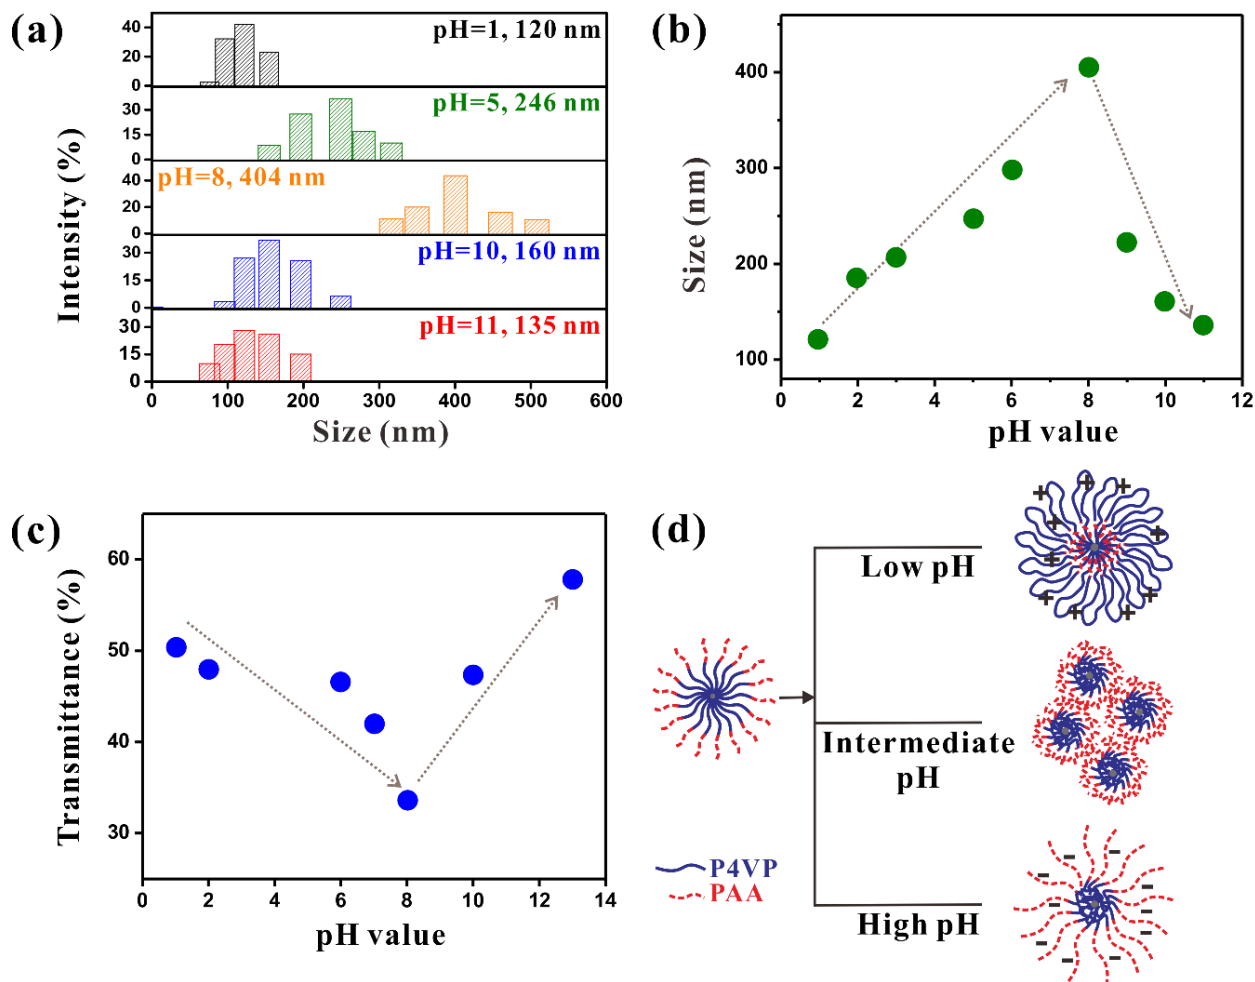 (a)
Intensity (%)
40
20
0
pH=1, 120 nm
30
15
0
pH=5, 246 nm
40
20
0
pH=8, 404 nm
30
15
0
pH=10, 160 nm
30
15
0
pH=11, 135 nm
0 100 200 300 400 500 600
Size (nm)
(b)
Size (nm)
400
300
200
100
0 2 4 6 8 10 12
pH value
(c)
Transmittance (%)
60
50
40
30
0 2 4 6 8 10 12 14
pH value
(d)
Low pH
+ + + + + + + + + + +
Intermediate
pH
P4VP
PAA
High pH
- - - - - - - - - -